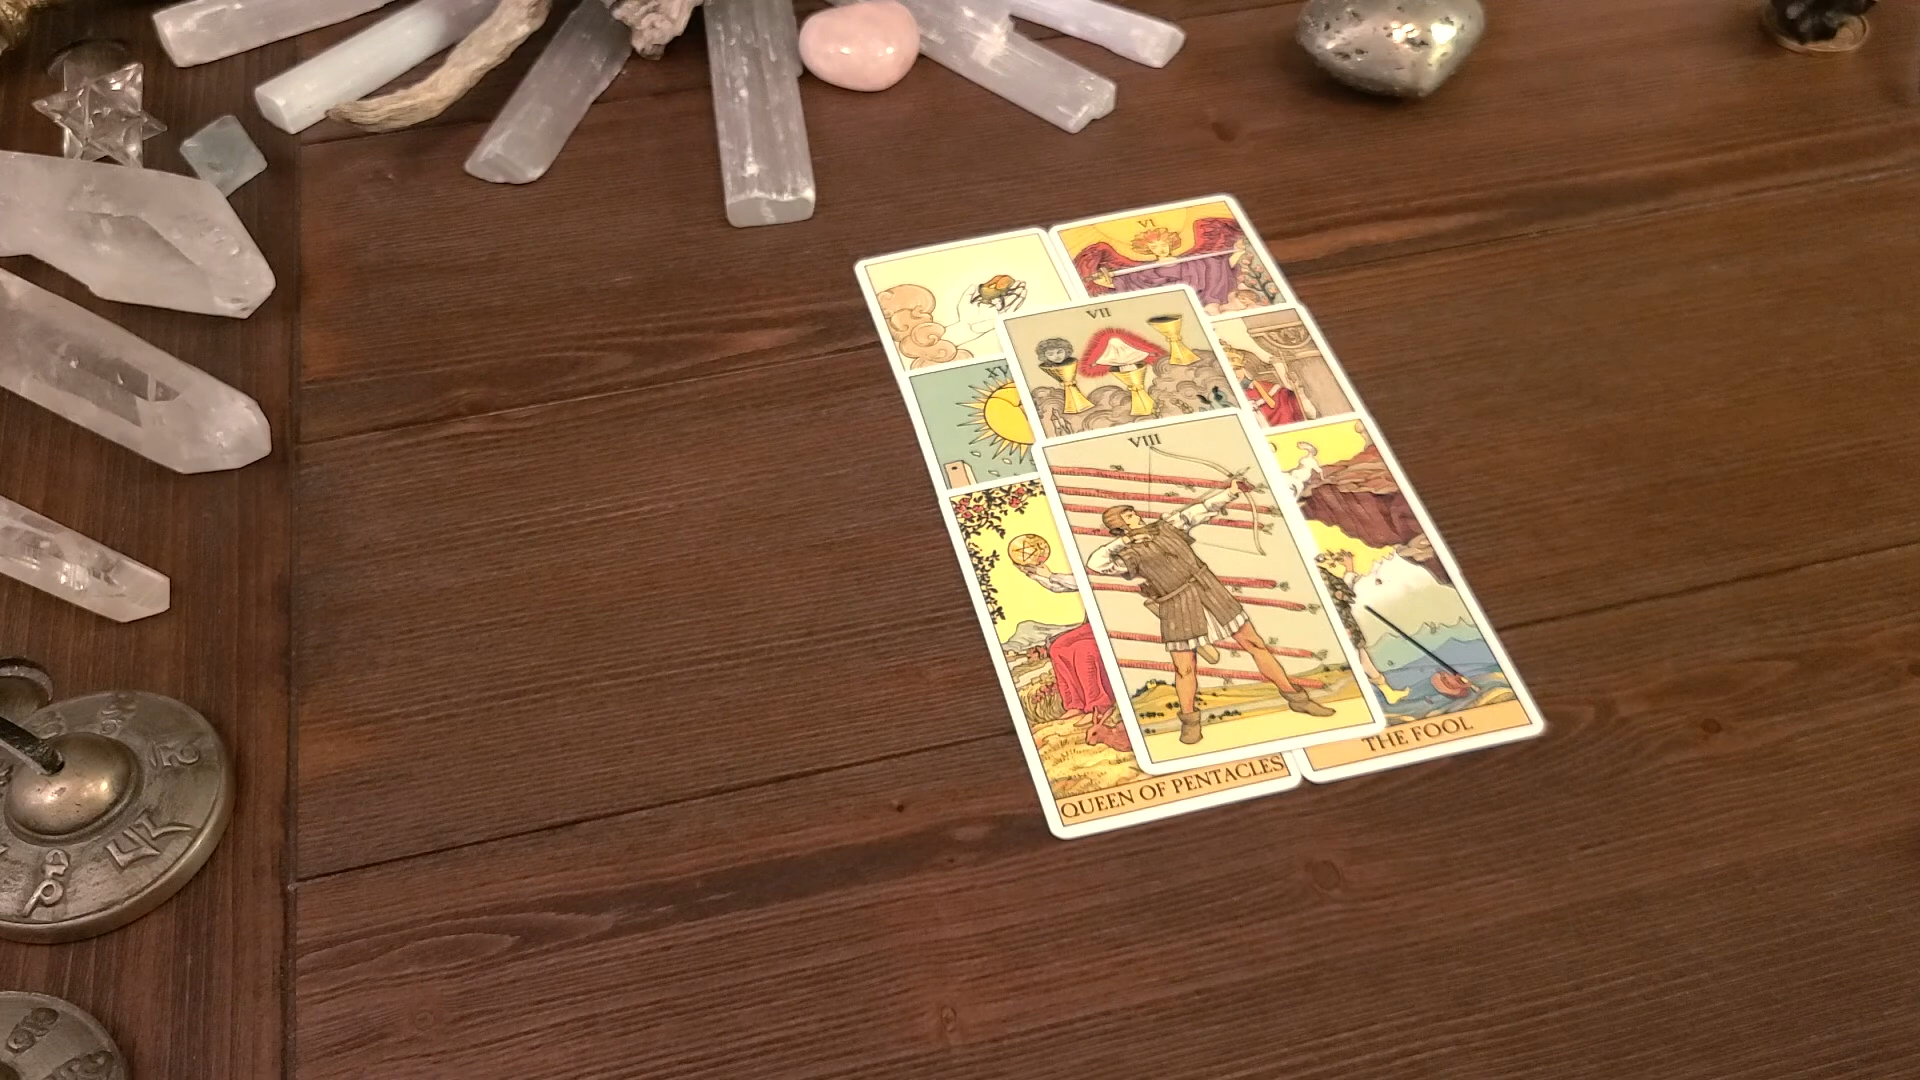 VI
VII
XV
VIII
QUEEN OF PENTACLES
THE FOOL